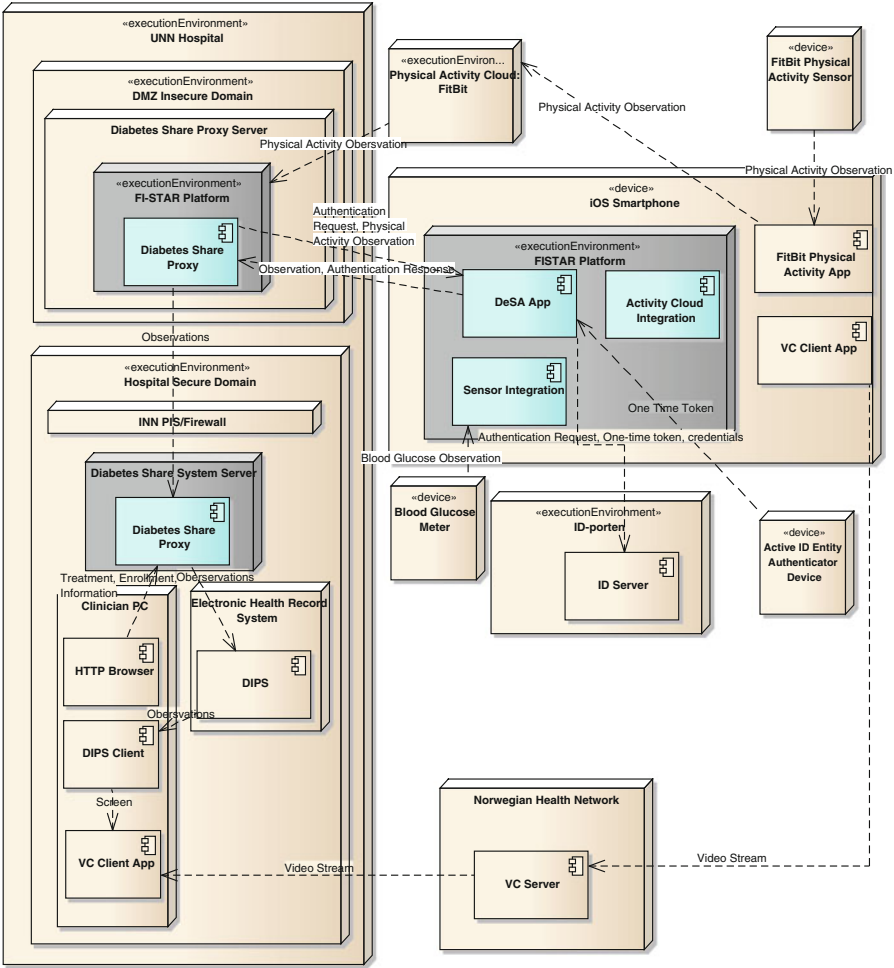 «executionEnvironment»
UNN Hospital
«executionEnvironment»
DMZ Insecure Domain
Diabetes Share Proxy Server
«executionEnvironment»
FI-STAR Platform
Diabetes Share
Proxy
«executionEnviron...
Physical Activity Cloud:
FitBit
«device»
FitBit Physical
Activity Sensor
Physical Activity Observation
Physical Activity Obersvation
Physical Activity Observation
Authentication
Request, Physical
Activity Observation
Observation, Authentication Response
«device»
iOS Smartphone
«executionEnvironment»
FISTAR Platform
DeSA App
Activity Cloud
Integration
Sensor Integration
FitBit Physical
Activity App
VC Client App
One Time Token
Authentication Request, One-time token, credentials
Blood Glucose Observation
Observations
«executionEnvironment»
Hospital Secure Domain
INN PIS/Firewall
Diabetes Share System Server
Diabetes Share
Proxy
Treatment, Enrollment,
Information
Oberservations
Clinician PC
Electronic Health Record
System
HTTP Browser
DIPS
Obersvations
DIPS Client
Screen
VC Client App
«device»
Blood Glucose
Meter
«executionEnvironment»
ID-porten
ID Server
«device»
Active ID Entity
Authenticator
Device
Norwegian Health Network
VC Server
Video Stream
Video Stream